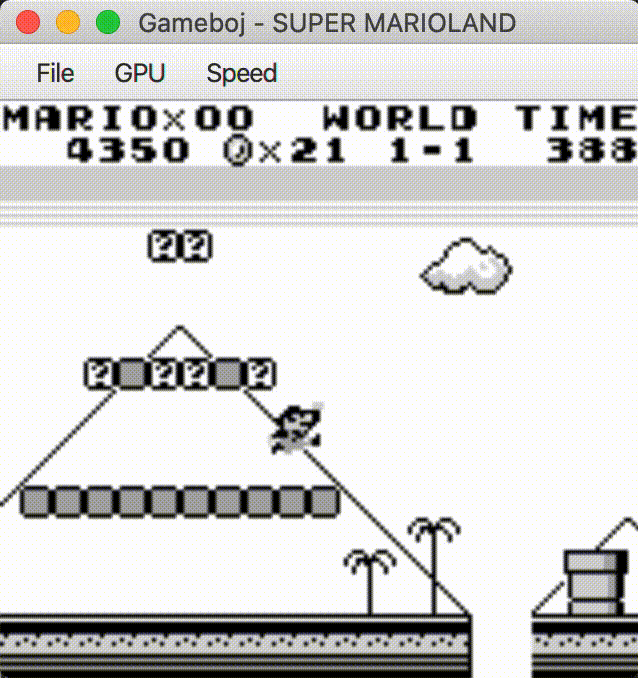 Gameboj - SUPER MARIOLAND
File GPU Speed
MARIO×00 WORLD TIME
4350 ×21 1-1 388
??
? ?? ?